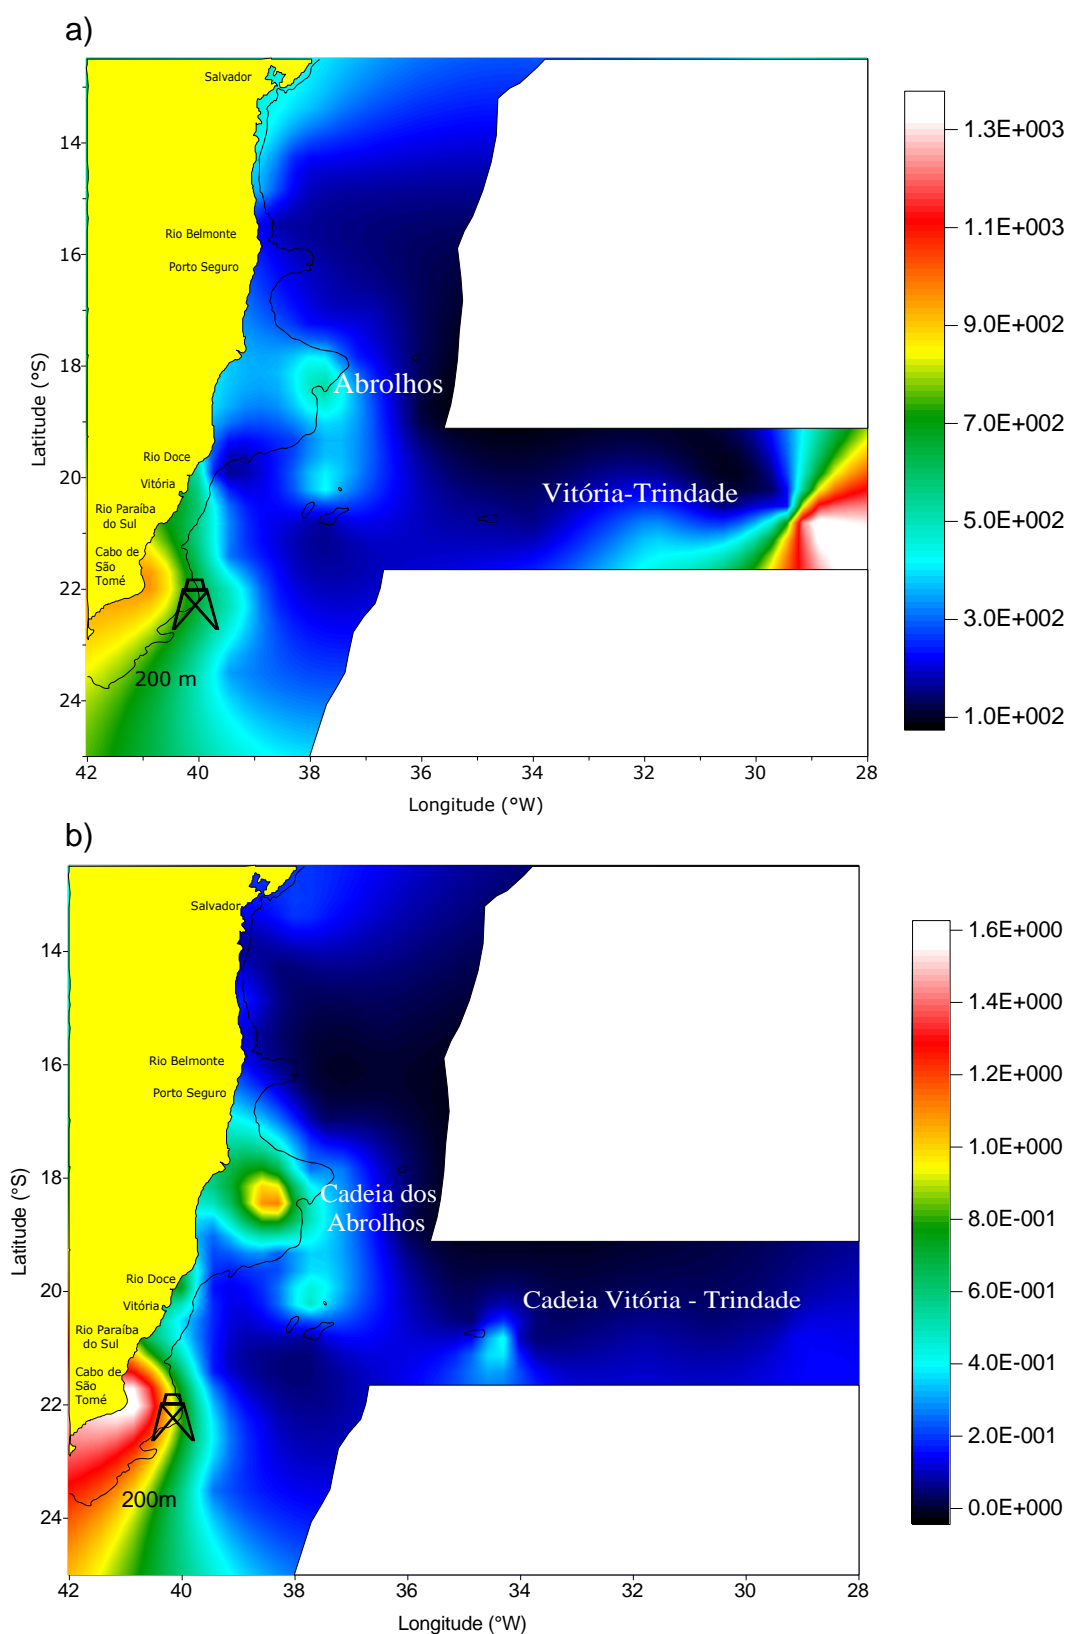 a)
Salvador
14
Rio Belmonte
16
Porto Seguro
18
Abrolhos
Latitude (°S)
Rio Doce
20
Vitória
Vitória-Trindade
Rio Paraíba
do Sul
Cabo de
São
Tomé
22
200 m
24
42
40
38
36
34
32
30
28
Longitude (°W)
1.3E+003
1.1E+003
9.0E+002
7.0E+002
5.0E+002
3.0E+002
1.0E+002
b)
Salvador
14
Rio Belmonte
16
Porto Seguro
18
Cadeia dos
Abrolhos
Latitude (°S)
Rio Doce
20
Vitória
Cadeia Vitória - Trindade
Rio Paraíba
do Sul
Cabo de
São
Tomé
22
200m
24
42
40
38
36
34
32
30
28
Longitude (°W)
1.6E+000
1.4E+000
1.2E+000
1.0E+000
8.0E-001
6.0E-001
4.0E-001
2.0E-001
0.0E+000